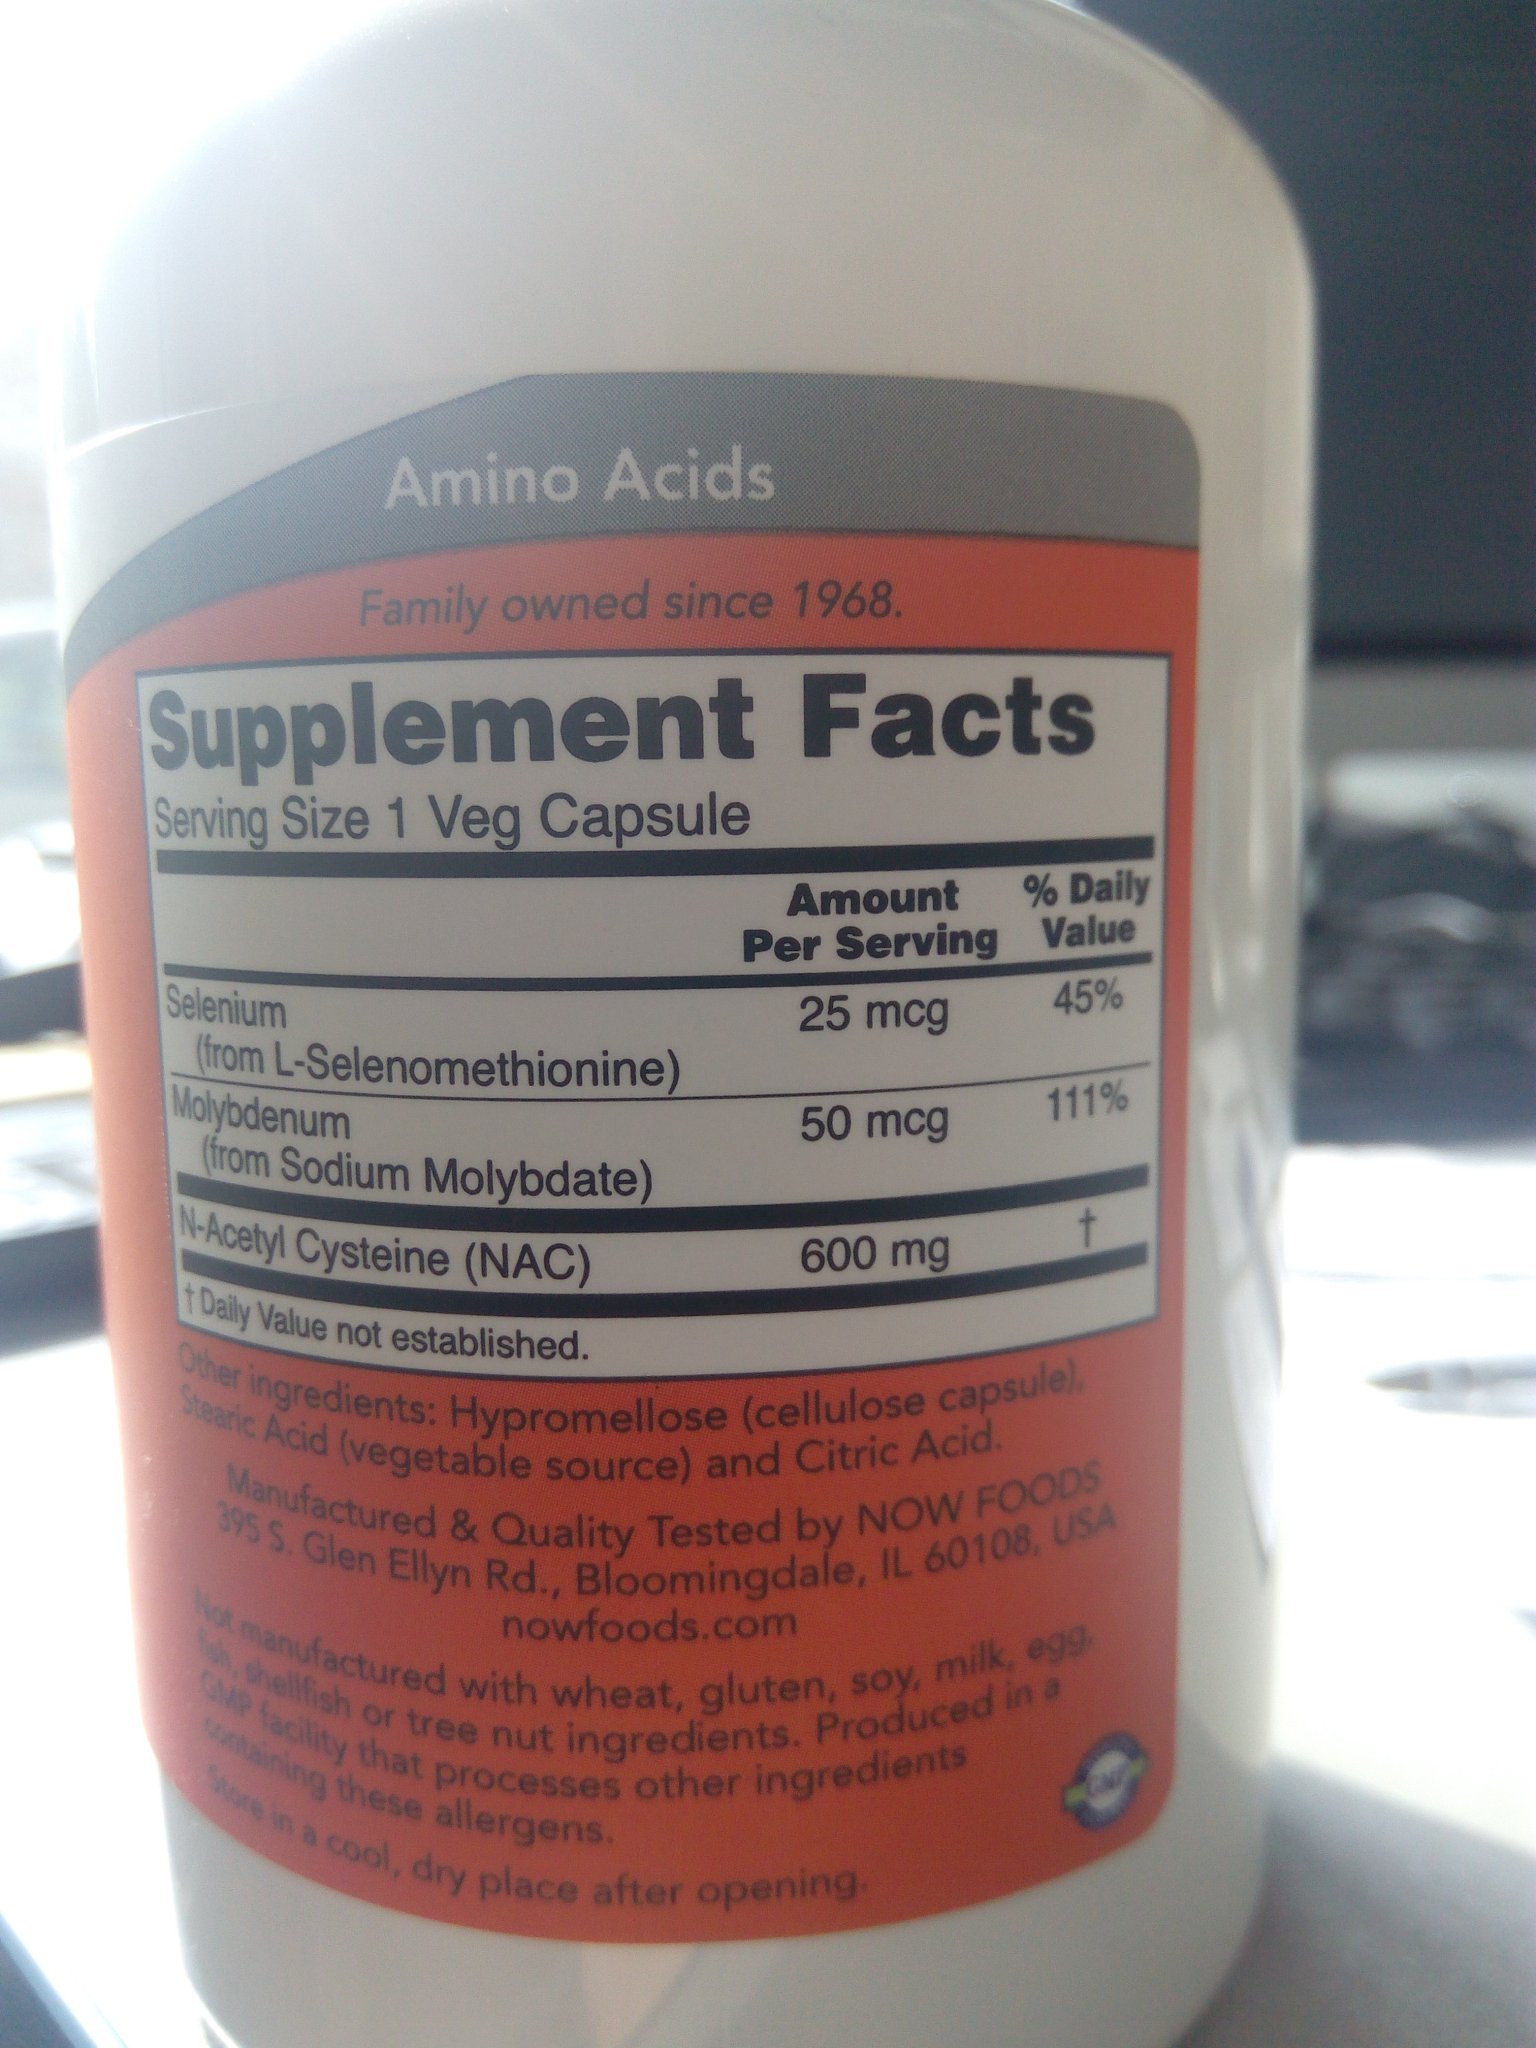 Amino Acids
Family owned since 1968.
Supplement Facts
Serving Size 1 Veg Capsule
Amount Per Serving
% Daily Value
Selenium 25 mcg 45%
(from L-Selenomethionine)
Molybdenum 50 mcg 111%
(from Sodium Molybdate)
N-Acetyl Cysteine (NAC) 600 mg †
† Daily Value not established.
Other ingredients: Hypromellose (cellulose capsule),
Stearic Acid (vegetable source) and Citric Acid.
Manufactured & Quality Tested by NOW FOODS
395 S. Glen Ellyn Rd., Bloomingdale, IL 60108, USA
nowfoods.com
Not manufactured with wheat, gluten, soy, milk, egg,
fish, shellfish or tree nut ingredients. Produced in a
GMP facility that processes other ingredients
containing these allergens.
Store in a cool, dry place after opening.